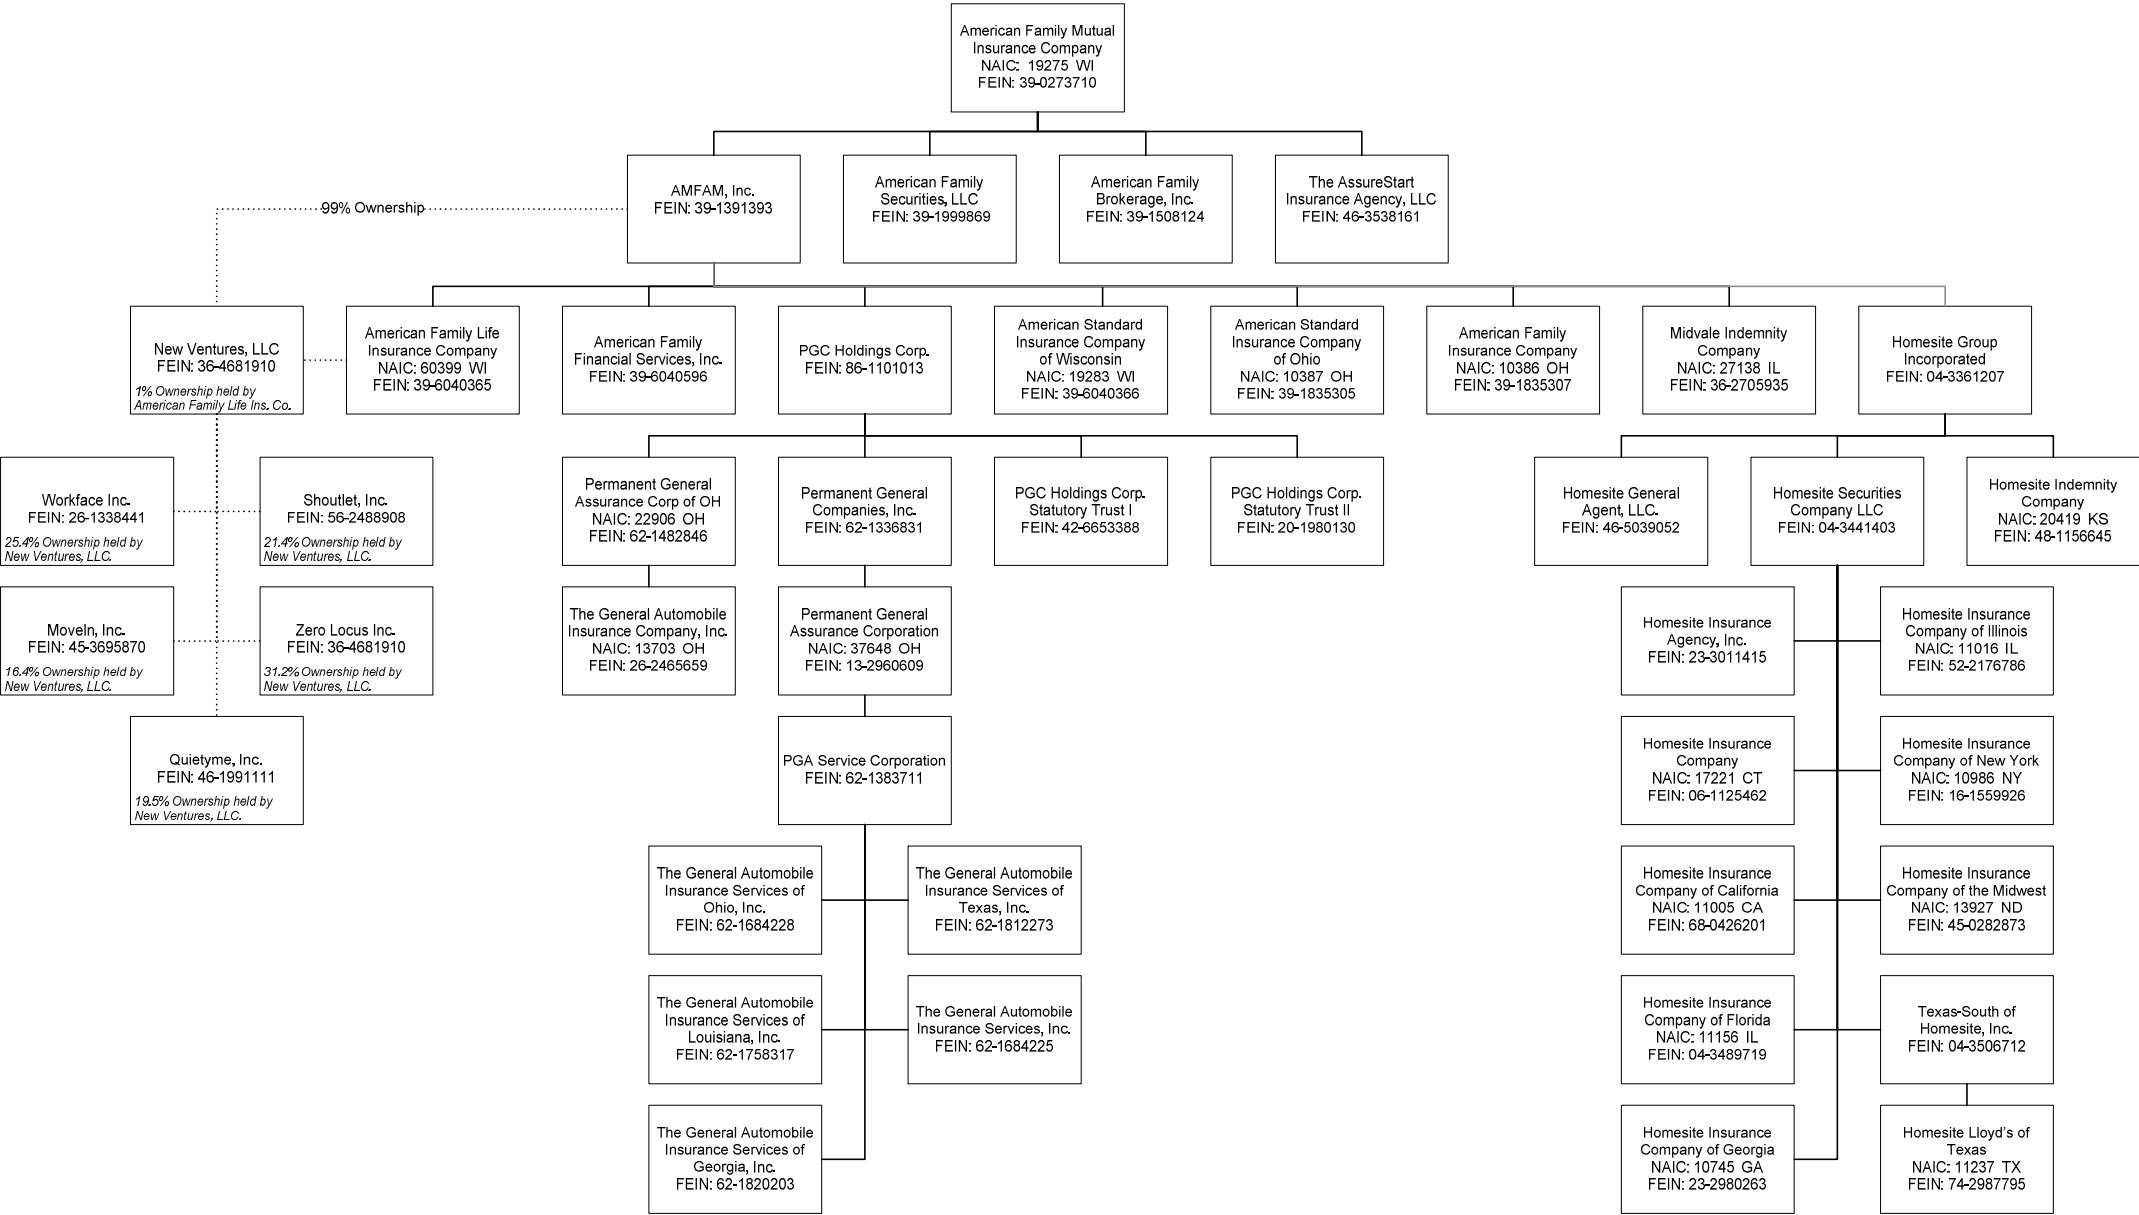 American Family Mutual
Insurance Company
NAIC: 19275 WI
FEIN: 39-0273710
AMFAM, Inc.
FEIN: 39-1391393
American Family
Securities, LLC
FEIN: 39-1999869
American Family
Brokerage, Inc.
FEIN: 39-1508124
The AssureStart
Insurance Agency, LLC
FEIN: 46-3538161
99% Ownership
New Ventures, LLC
FEIN: 36-4681910
1% Ownership held by
American Family Life Ins. Co.
American Family Life
Insurance Company
NAIC: 60399 WI
FEIN: 39-6040365
American Family
Financial Services, Inc.
FEIN: 39-6040596
PGC Holdings Corp.
FEIN: 86-1101013
American Standard
Insurance Company
of Wisconsin
NAIC: 19283 WI
FEIN: 39-6040366
American Standard
Insurance Company
of Ohio
NAIC: 10387 OH
FEIN: 39-1835305
American Family
Insurance Company
NAIC: 10386 OH
FEIN: 39-1835307
Midvale Indemnity
Company
NAIC: 27138 IL
FEIN: 36-2705935
Homesite Group
Incorporated
FEIN: 04-3361207
Workface Inc.
FEIN: 26-1338441
25.4% Ownership held by
New Ventures, LLC.
Shoutlet, Inc.
FEIN: 56-2488908
21.4% Ownership held by
New Ventures, LLC.
Permanent General
Assurance Corp of OH
NAIC: 22906 OH
FEIN: 62-1482846
Permanent General
Companies, Inc.
FEIN: 62-1336831
PGC Holdings Corp.
Statutory Trust I
FEIN: 42-6653388
PGC Holdings Corp.
Statutory Trust II
FEIN: 20-1980130
Homesite General
Agent, LLC.
FEIN: 46-5039052
Homesite Securities
Company LLC
FEIN: 04-3441403
Homesite Indemnity
Company
NAIC: 20419 KS
FEIN: 48-1156645
MoveIn, Inc.
FEIN: 45-3695870
16.4% Ownership held by
New Ventures, LLC.
Zero Locus Inc.
FEIN: 36-4681910
31.2% Ownership held by
New Ventures, LLC.
The General Automobile
Insurance Company, Inc.
NAIC: 13703 OH
FEIN: 26-2465659
Permanent General
Assurance Corporation
NAIC: 37648 OH
FEIN: 13-2960609
Homesite Insurance
Agency, Inc.
FEIN: 23-3011415
Homesite Insurance
Company of Illinois
NAIC: 11016 IL
FEIN: 52-2176786
Quietyme, Inc.
FEIN: 46-1991111
19.5% Ownership held by
New Ventures, LLC.
PGA Service Corporation
FEIN: 62-1383711
Homesite Insurance
Company
NAIC: 17221 CT
FEIN: 06-1125462
Homesite Insurance
Company of New York
NAIC: 10986 NY
FEIN: 16-1559926
The General Automobile
Insurance Services of
Ohio, Inc.
FEIN: 62-1684228
The General Automobile
Insurance Services of
Texas, Inc.
FEIN: 62-1812273
Homesite Insurance
Company of California
NAIC: 11005 CA
FEIN: 68-0426201
Homesite Insurance
Company of the Midwest
NAIC: 13927 ND
FEIN: 45-0282873
The General Automobile
Insurance Services of
Louisiana, Inc.
FEIN: 62-1758317
The General Automobile
Insurance Services, Inc.
FEIN: 62-1684225
Homesite Insurance
Company of Florida
NAIC: 11156 IL
FEIN: 04-3489719
Texas-South of
Homesite, Inc.
FEIN: 04-3506712
The General Automobile
Insurance Services of
Georgia, Inc.
FEIN: 62-1820203
Homesite Insurance
Company of Georgia
NAIC: 10745 GA
FEIN: 23-2980263
Homesite Lloyd's of
Texas
NAIC: 11237 TX
FEIN: 74-2987795